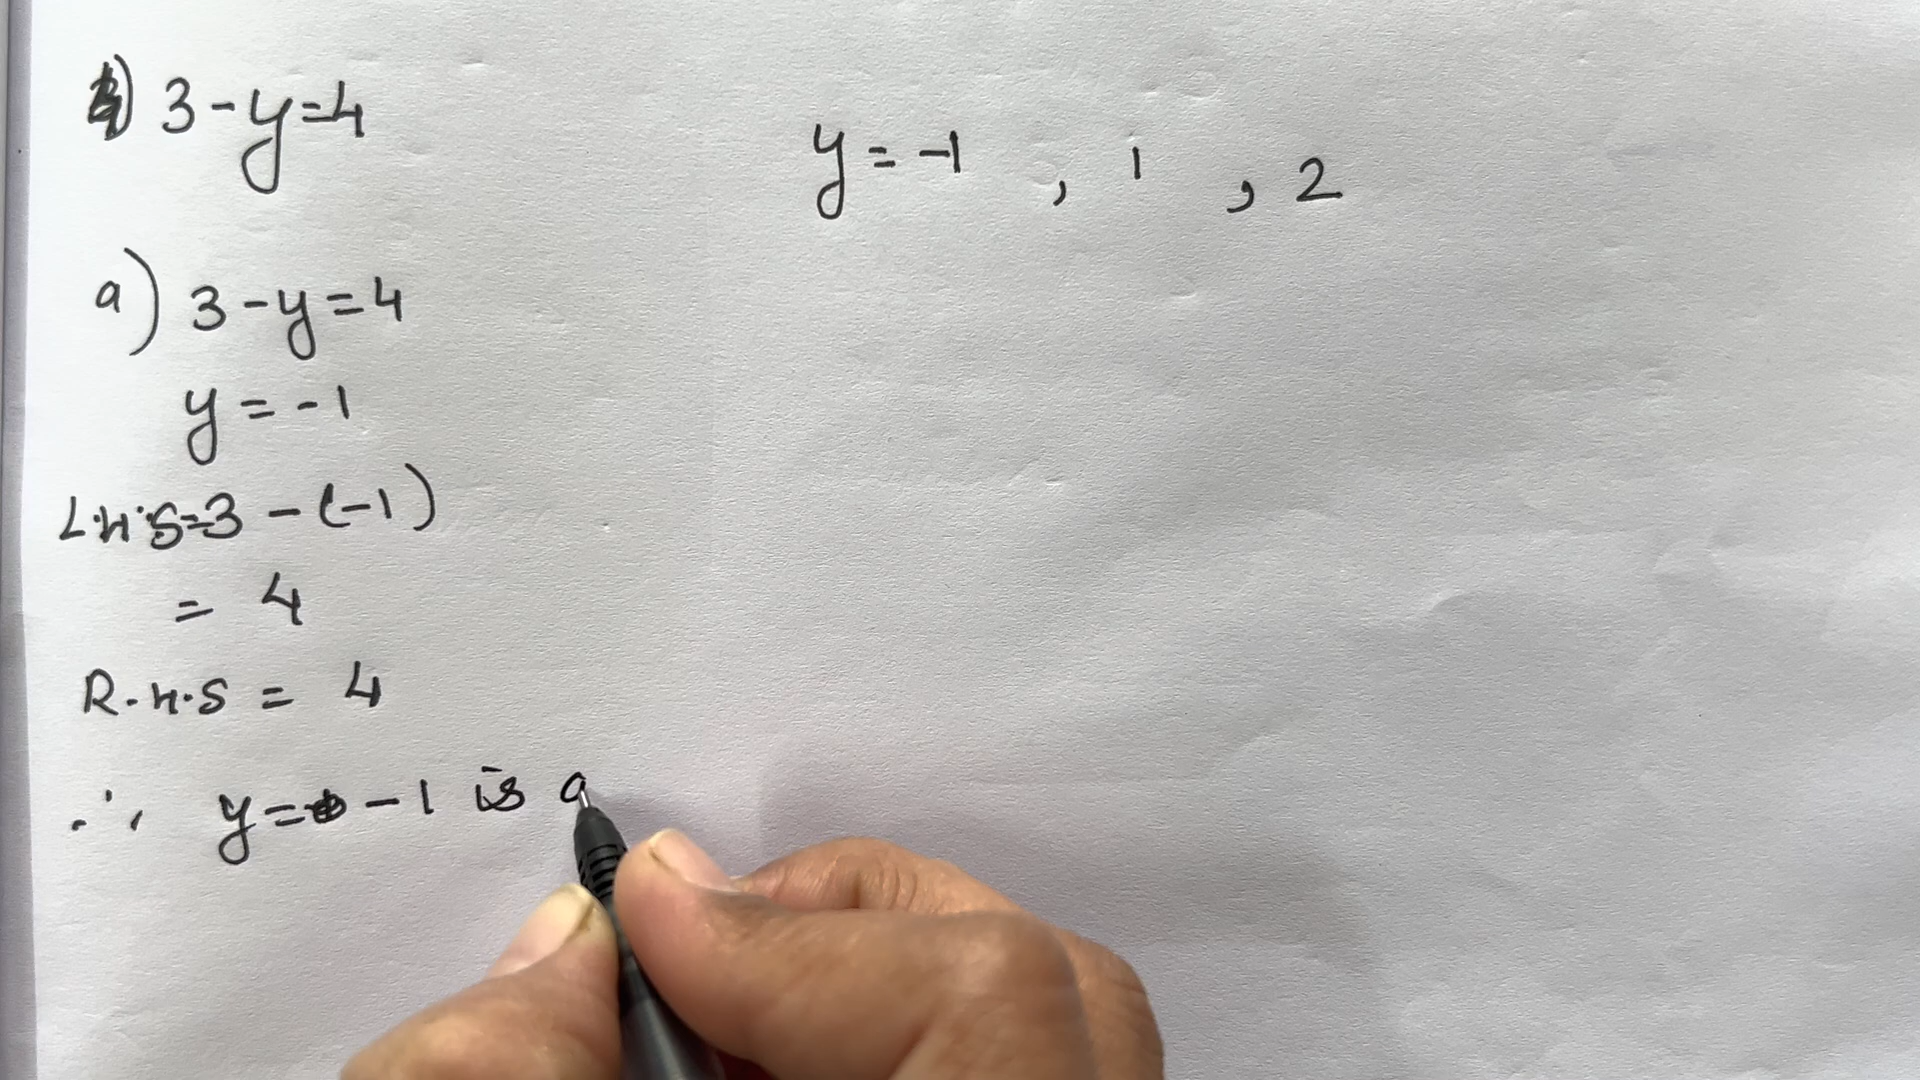 ) 3-y=4
y = -1 , 1 , 2
a) 3-y=4
y = -1
L.H.S=3 - (-1)
= 4
R.H.S = 4
∴ y= -1 is a